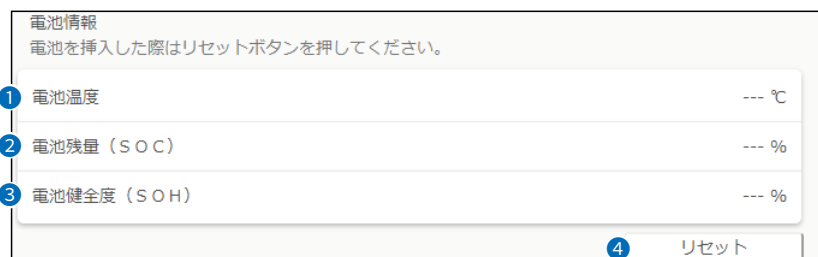 電池情報
電池を挿入した際はリセットボタンを押してください。
1 電池温度 --- ℃
2 電池残量（ＳＯＣ） --- %
3 電池健全度（ＳＯＨ） --- %
4 リセット